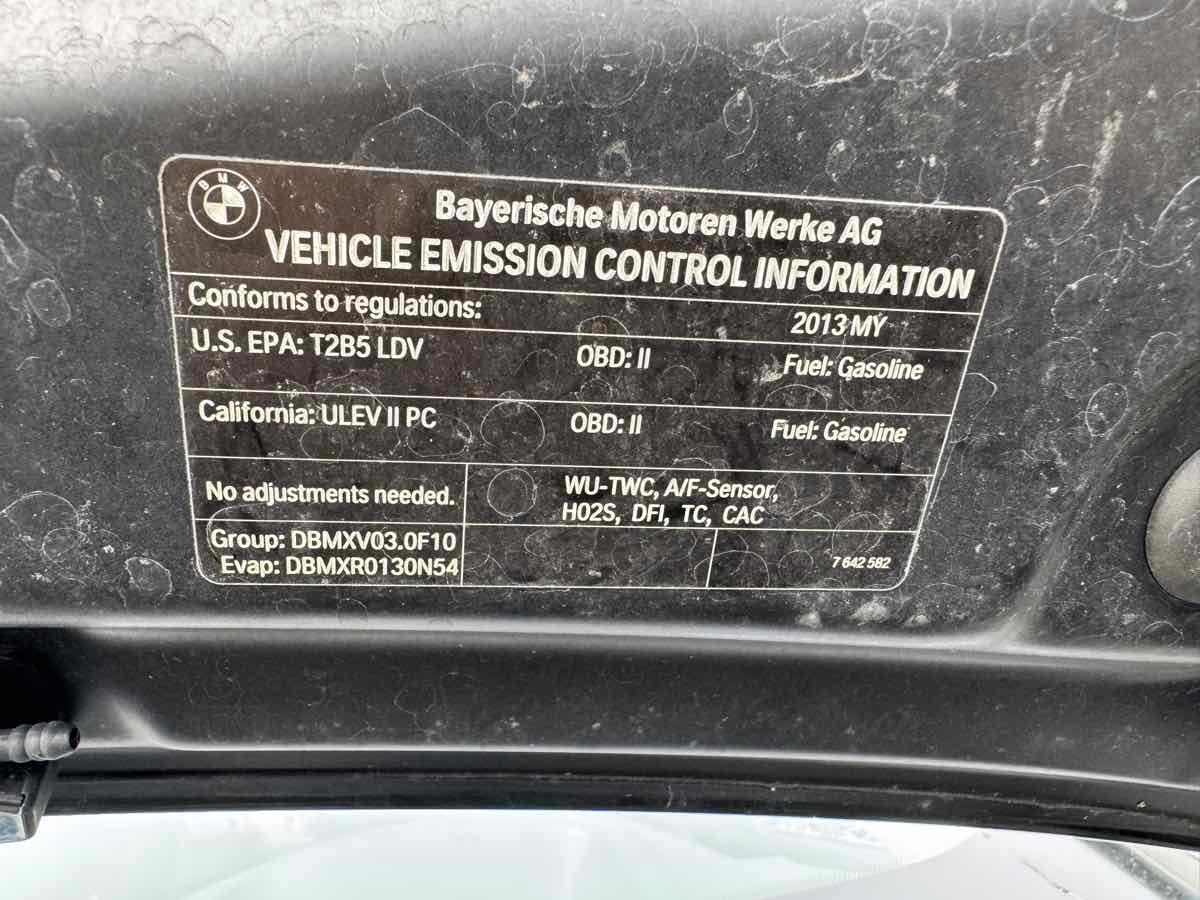 BMW
Bayerische Motoren Werke AG
VEHICLE EMISSION CONTROL INFORMATION
Conforms to regulations: 2013 MY
U.S. EPA: T2B5 LDV OBD: II Fuel: Gasoline
California: ULEV II PC OBD: II Fuel: Gasoline
No adjustments needed.
WU-TWC, A/F-Sensor,
H02S, DFI, TC, CAC
Group: DBMXV03.0F10
Evap: DBMXR0130N54
7 642 582